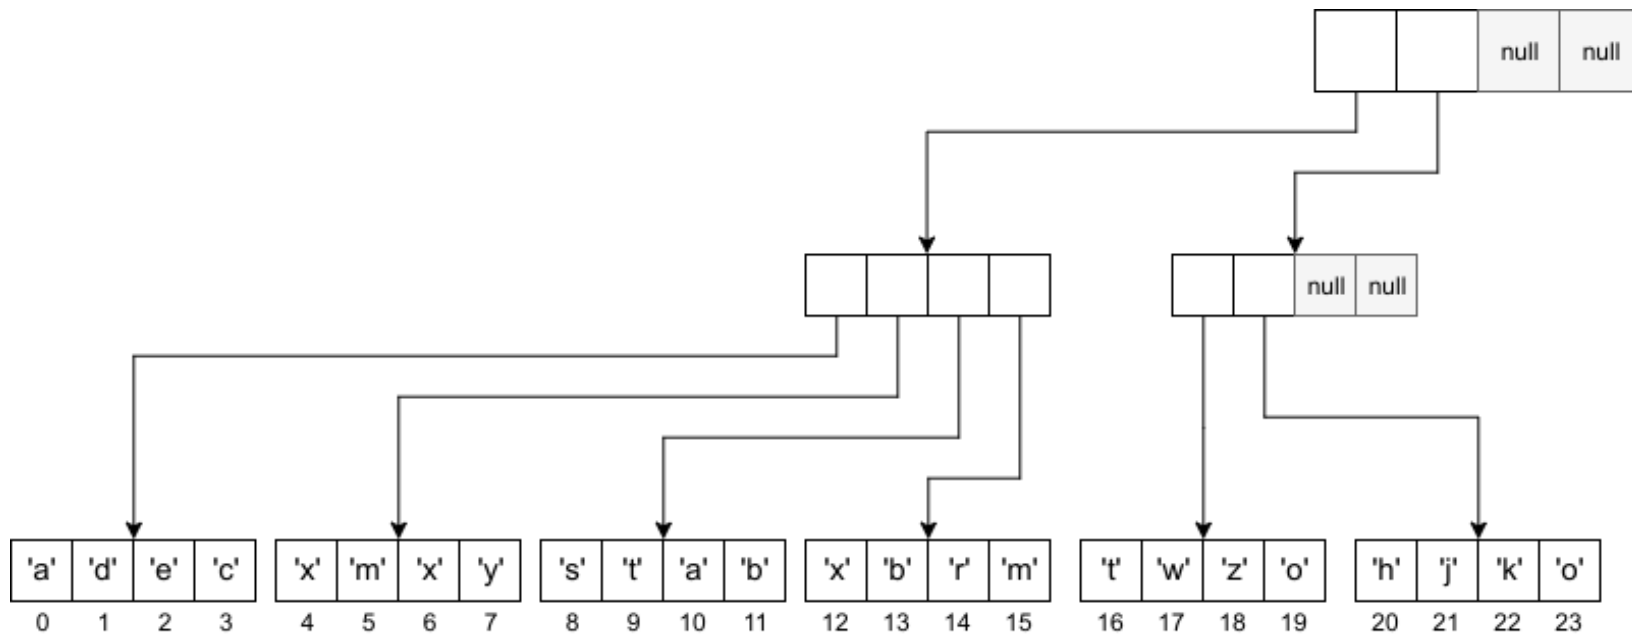 null null
null null
'a' 'd' 'e' 'c' 'x' 'm' 'x' 'y' 's' 't' 'a' 'b' 'x' 'b' 'r' 'm' 't' 'w' 'z' 'o' 'h' 'j' 'k' 'o'
0 1 2 3 4 5 6 7 8 9 10 11 12 13 14 15 16 17 18 19 20 21 22 23